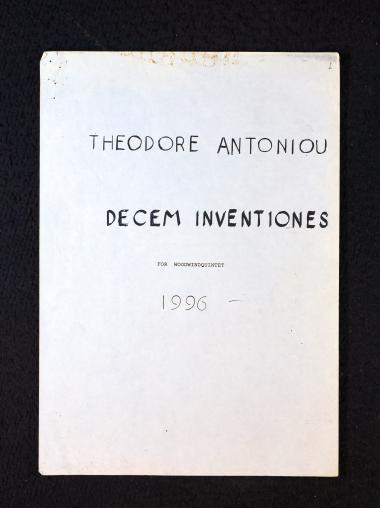 THEODORE ANTONIOU
DECEM INVENTIONES
FOR WOODWINDQUINTET
1996 –